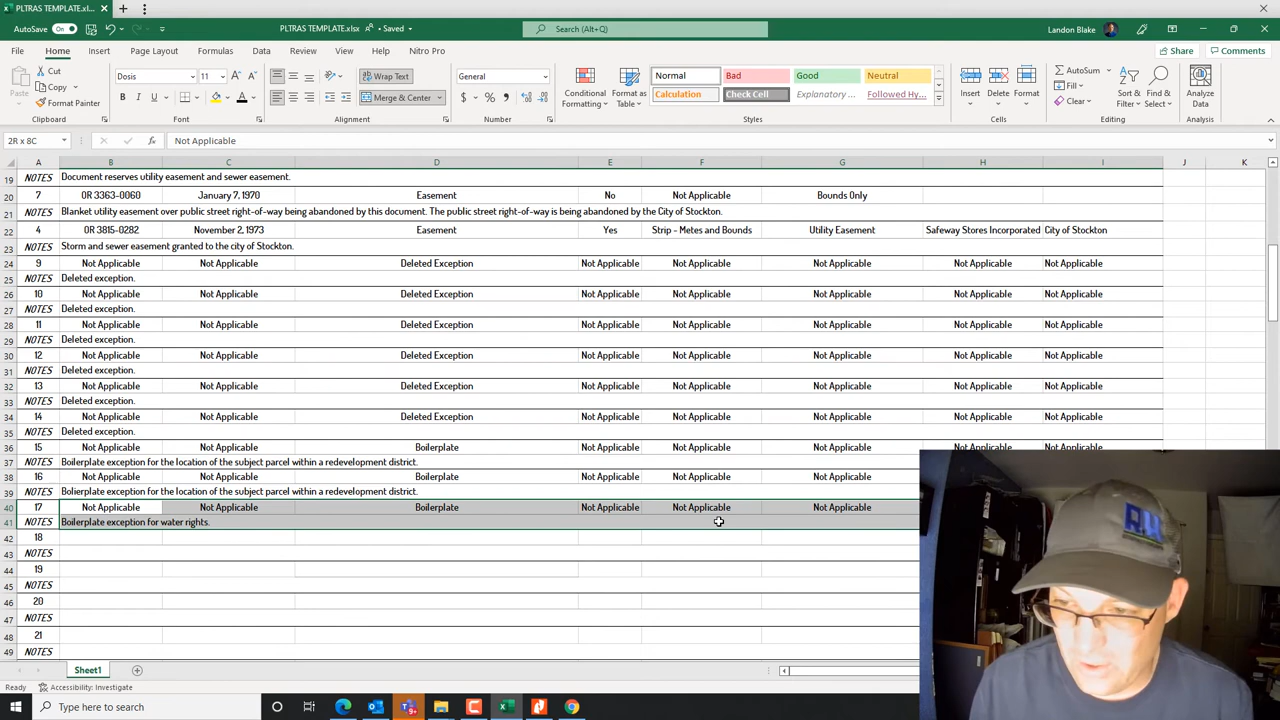 PLTRAS TEMPLATE.xl...
AutoSave On PLTRAS TEMPLATE.xlsx • Saved Search (Alt+Q) Landon Blake
File Home Insert Page Layout Formulas Data Review View Help Nitro Pro Share Comments
Paste Cut Copy Format Painter Dosis 11 Wrap Text Merge & Center General Conditional Formatting Format as Table Normal Bad Good Neutral Calculation Check Cell Explanatory ... Followed Hy... Insert Delete Format AutoSum Fill Clear Sort & Filter Find & Select Analyze Data
Clipboard Font Alignment Number Styles Cells Editing Analysis
2R x 8C Not Applicable
A B C D E F G H I J K
19 NOTES Document reserves utility easement and sewer easement.
20 7 OR 3363-0060 January 7, 1970 Easement No Not Applicable Bounds Only
21 NOTES Blanket utility easement over public street right-of-way being abandoned by this document. The public street right-of-way is being abandoned by the City of Stockton.
22 4 OR 3815-0282 November 2, 1973 Easement Yes Strip - Metes and Bounds Utility Easement Safeway Stores Incorporated City of Stockton
23 NOTES Storm and sewer easement granted to the city of Stockton.
24 9 Not Applicable Not Applicable Deleted Exception Not Applicable Not Applicable Not Applicable Not Applicable Not Applicable
25 NOTES Deleted exception.
26 10 Not Applicable Not Applicable Deleted Exception Not Applicable Not Applicable Not Applicable Not Applicable Not Applicable
27 NOTES Deleted exception.
28 11 Not Applicable Not Applicable Deleted Exception Not Applicable Not Applicable Not Applicable Not Applicable Not Applicable
29 NOTES Deleted exception.
30 12 Not Applicable Not Applicable Deleted Exception Not Applicable Not Applicable Not Applicable Not Applicable Not Applicable
31 NOTES Deleted exception.
32 13 Not Applicable Not Applicable Deleted Exception Not Applicable Not Applicable Not Applicable Not Applicable Not Applicable
33 NOTES Deleted exception.
34 14 Not Applicable Not Applicable Deleted Exception Not Applicable Not Applicable Not Applicable Not Applicable Not Applicable
35 NOTES Deleted exception.
36 15 Not Applicable Not Applicable Boilerplate Not Applicable Not Applicable Not Applicable Not Applicable Not Applicable
37 NOTES Boilerplate exception for the location of the subject parcel within a redevelopment district.
38 16 Not Applicable Not Applicable Boilerplate Not Applicable Not Applicable Not Applicable
39 NOTES Bolierplate exception for the location of the subject parcel within a redevelopment district.
40 17 Not Applicable Not Applicable Boilerplate Not Applicable Not Applicable Not Applicable
41 NOTES Boilerplate exception for water rights.
42 18
43 NOTES
44 19
45 NOTES
46 20
47 NOTES
48 21
49 NOTES
Sheet1
Ready Accessibility: Investigate
Type here to search